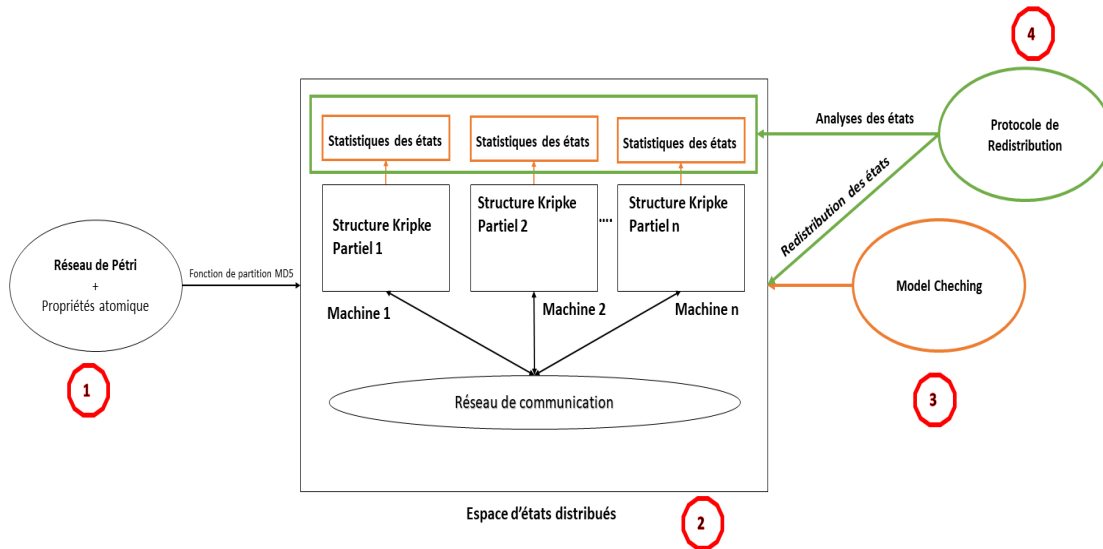 4
Statistiques des états
Statistiques des états
Statistiques des états
Analyses des états
Protocole de
Redistribution
Redistribution des états
Structure Kripke
Partiel 1
Structure Kripke
Partiel 2
....
Structure Kripke
Partiel n
Réseau de Pétri
+
Propriétés atomique
Fonction de partition MD5
Model Cheching
Machine 1
Machine 2
Machine n
1
Réseau de communication
3
Espace d'états distribués
2